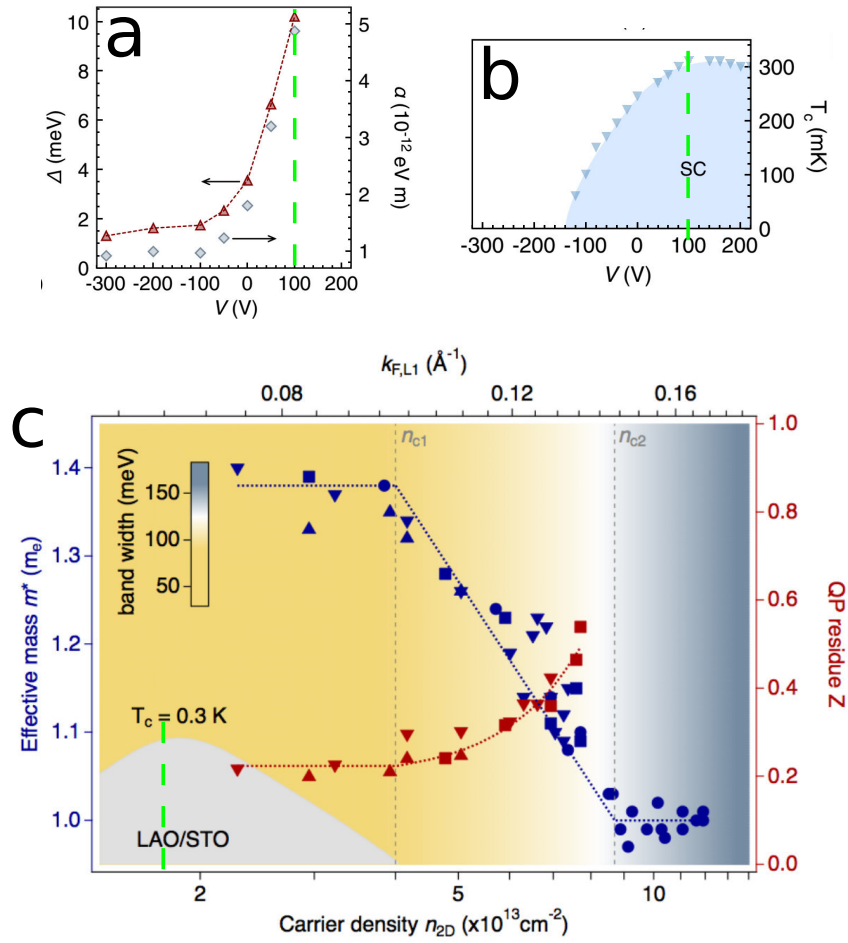 a
10
8
6
4
2
0
Δ (meV)
5
4
3
2
1
α (10⁻¹² eV m)
-300 -200 -100 0 100 200
V (V)
b
300
200
100
0
T_c (mK)
SC
-300 -200 -100 0 100 200
V (V)
c
k_F,L1 (Å⁻¹)
0.08 0.12 0.16
n_c1 n_c2
1.4
1.3
1.2
1.1
1.0
Effective mass m* (m_e)
band width (meV)
150
100
50
1.0
0.8
0.6
0.4
0.2
0.0
QP residue Z
T_c = 0.3 K
LAO/STO
2 5 10
Carrier density n_2D (x10¹³cm⁻²)